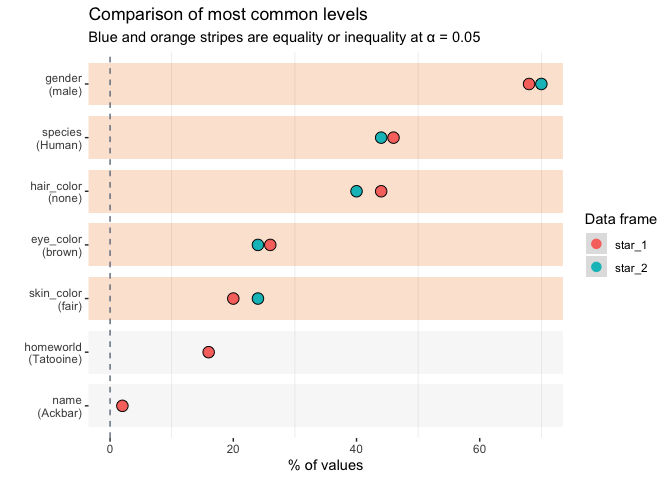 Comparison of most common levels
Blue and orange stripes are equality or inequality at α = 0.05
gender
(male)
species
(Human)
hair_color
(none)
eye_color
(brown)
skin_color
(fair)
homeworld
(Tatooine)
name
(Ackbar)
0
20
40
60
% of values
Data frame
star_1
star_2